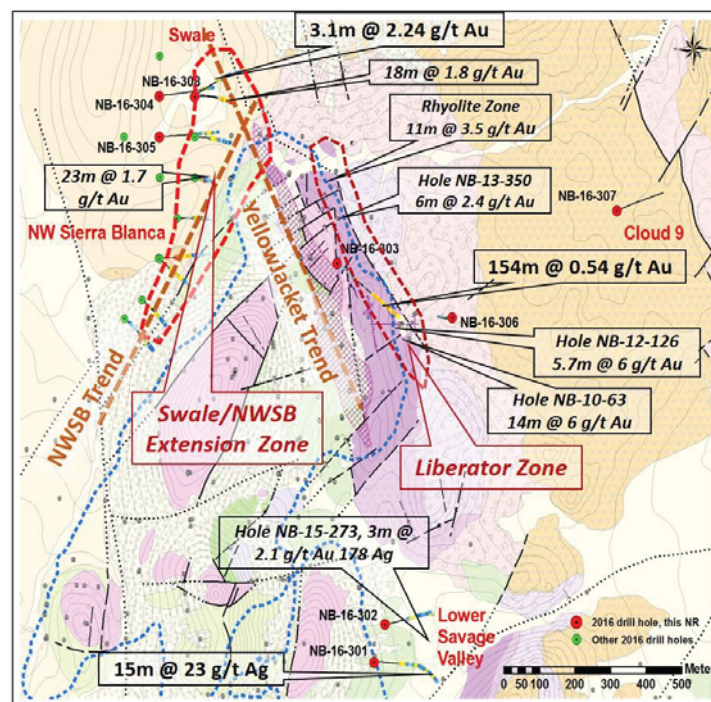 Swale
3.1m @ 2.24 g/t Au
NB-16-308
NB-16-304
18m @ 1.8 g/t Au
Rhyolite Zone
11m @ 3.5 g/t Au
NB-16-305
23m @ 1.7
g/t Au
Hole NB-13-350
6m @ 2.4 g/t Au
NB-16-307
NW Sierra Blanca
NB-16-303
Cloud 9
YellowJacket Trend
154m @ 0.54 g/t Au
NB-16-306
Hole NB-12-126
5.7m @ 6 g/t Au
NWSB Trend
Hole NB-10-63
14m @ 6 g/t Au
Swale/NWSB
Extension Zone
Liberator Zone
Hole NB-15-273, 3m @
2.1 g/t Au 178 Ag
NB-16-302
Lower
Savage
Valley
2016 drill hole, this NR
Other 2016 drill holes
NB-16-301
15m @ 23 g/t Ag
Mete
0 50 100 200 300 400 500